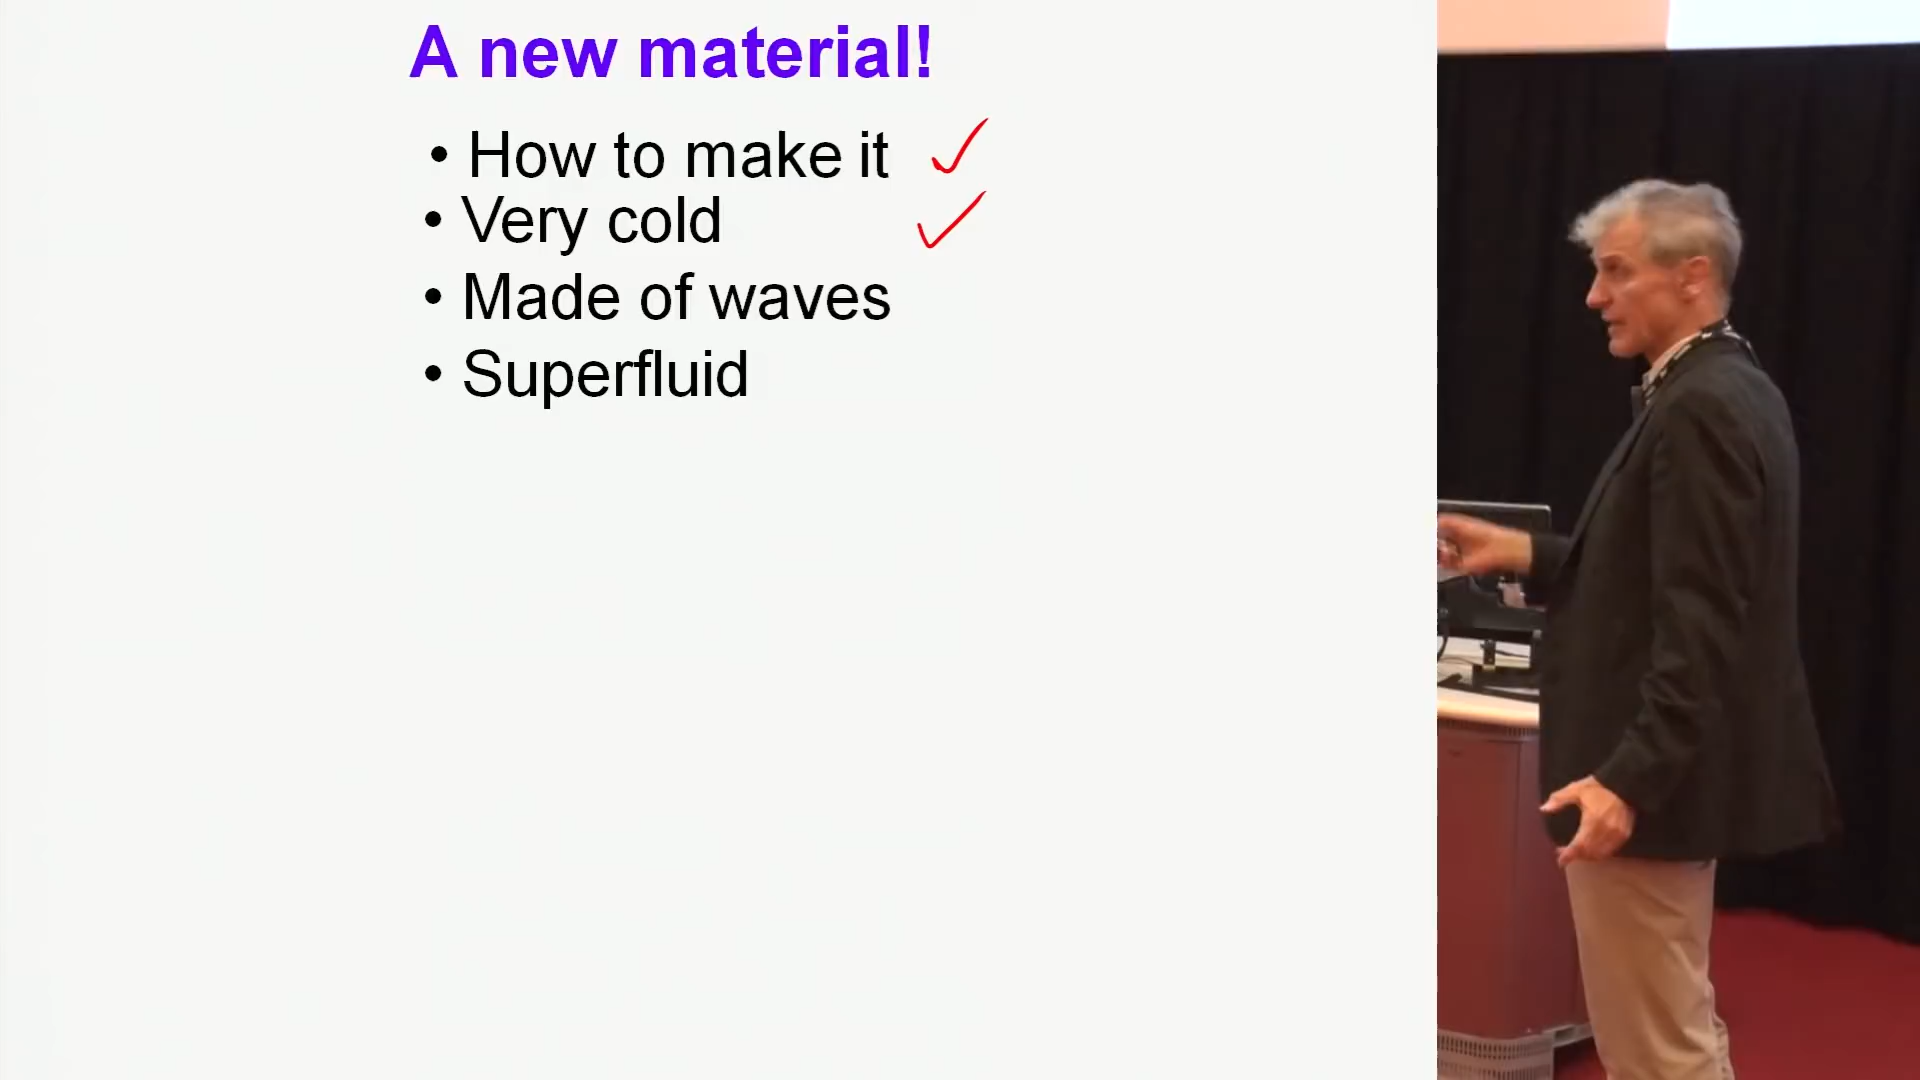 A new material!
• How to make it ✓
• Very cold ✓
• Made of waves
• Superfluid